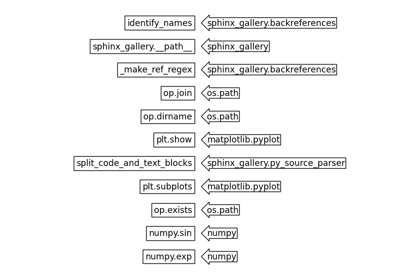 identify_names sphinx_gallery.backreferences
sphinx_gallery.__path__ sphinx_gallery
_make_ref_regex sphinx_gallery.backreferences
op.join os.path
op.dirname os.path
plt.show matplotlib.pyplot
split_code_and_text_blocks sphinx_gallery.py_source_parser
plt.subplots matplotlib.pyplot
op.exists os.path
numpy.sin numpy
numpy.exp numpy